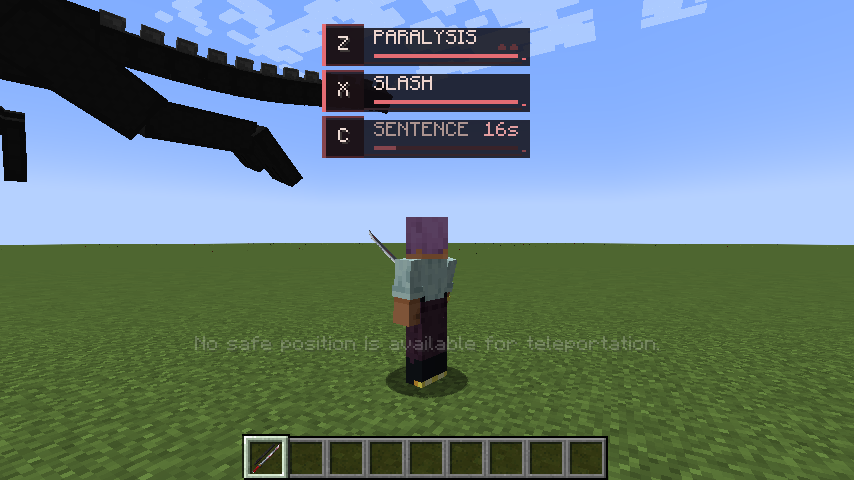 Z PARALYSIS
X SLASH
C SENTENCE 16s
No safe position is available for teleportation.